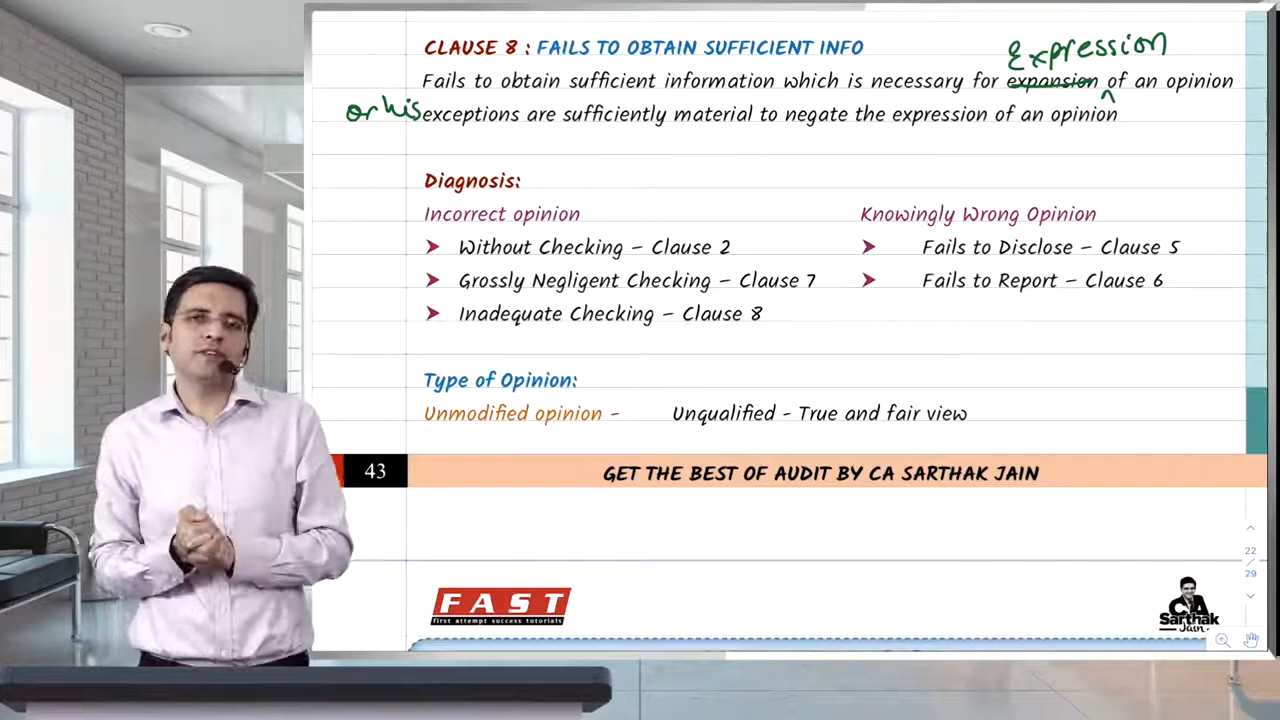 CLAUSE 8 : FAILS TO OBTAIN SUFFICIENT INFO
Expression
Fails to obtain sufficient information which is necessary for expansion of an opinion
or his exceptions are sufficiently material to negate the expression of an opinion
Diagnosis:
Incorrect opinion
➤ Without Checking – Clause 2
➤ Grossly Negligent Checking – Clause 7
➤ Inadequate Checking – Clause 8
Knowingly Wrong Opinion
➤ Fails to Disclose – Clause 5
➤ Fails to Report – Clause 6
Type of Opinion:
Unmodified opinion - Unqualified - True and fair view
43
GET THE BEST OF AUDIT BY CA SARTHAK JAIN
22
/
29
FAST
first attempt success tutorials
CA
Sarthak
Jain